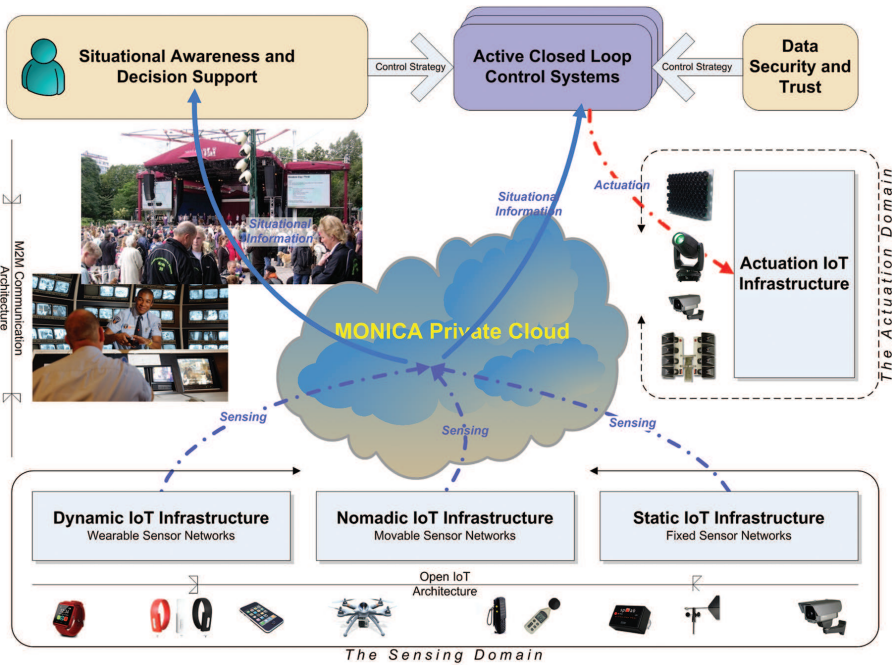 Situational Awareness and
Decision Support
Control Strategy
Active Closed Loop
Control Systems
Control Strategy
Data
Security and
Trust
M2M Communication
Architecture
Situational
Information
Situational
Information
Actuation
Actuation IoT
Infrastructure
The Actuation Domain
MONICA Private Cloud
Sensing
Sensing
Sensing
Dynamic IoT Infrastructure
Wearable Sensor Networks
Nomadic IoT Infrastructure
Movable Sensor Networks
Static IoT Infrastructure
Fixed Sensor Networks
Open IoT
Architecture
The Sensing Domain